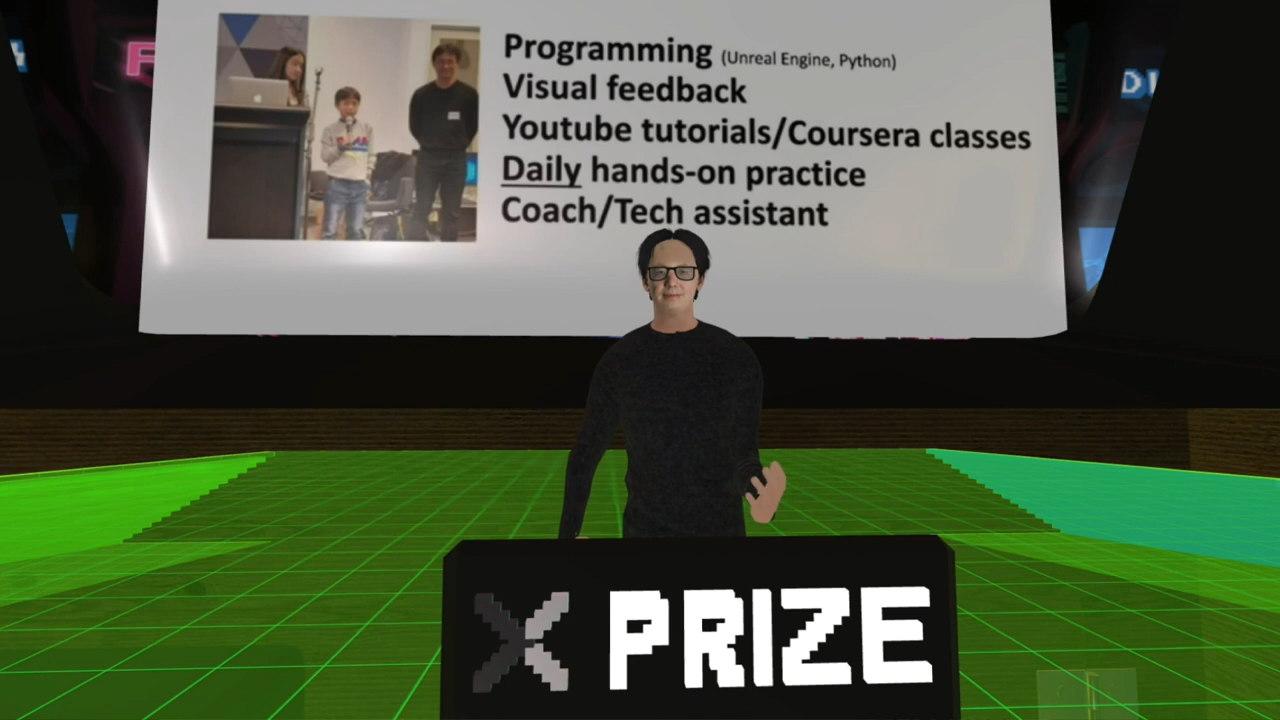 Programming (Unreal Engine, Python)
Visual feedback
Youtube tutorials/Coursera classes
Daily hands-on practice
Coach/Tech assistant
X PRIZE